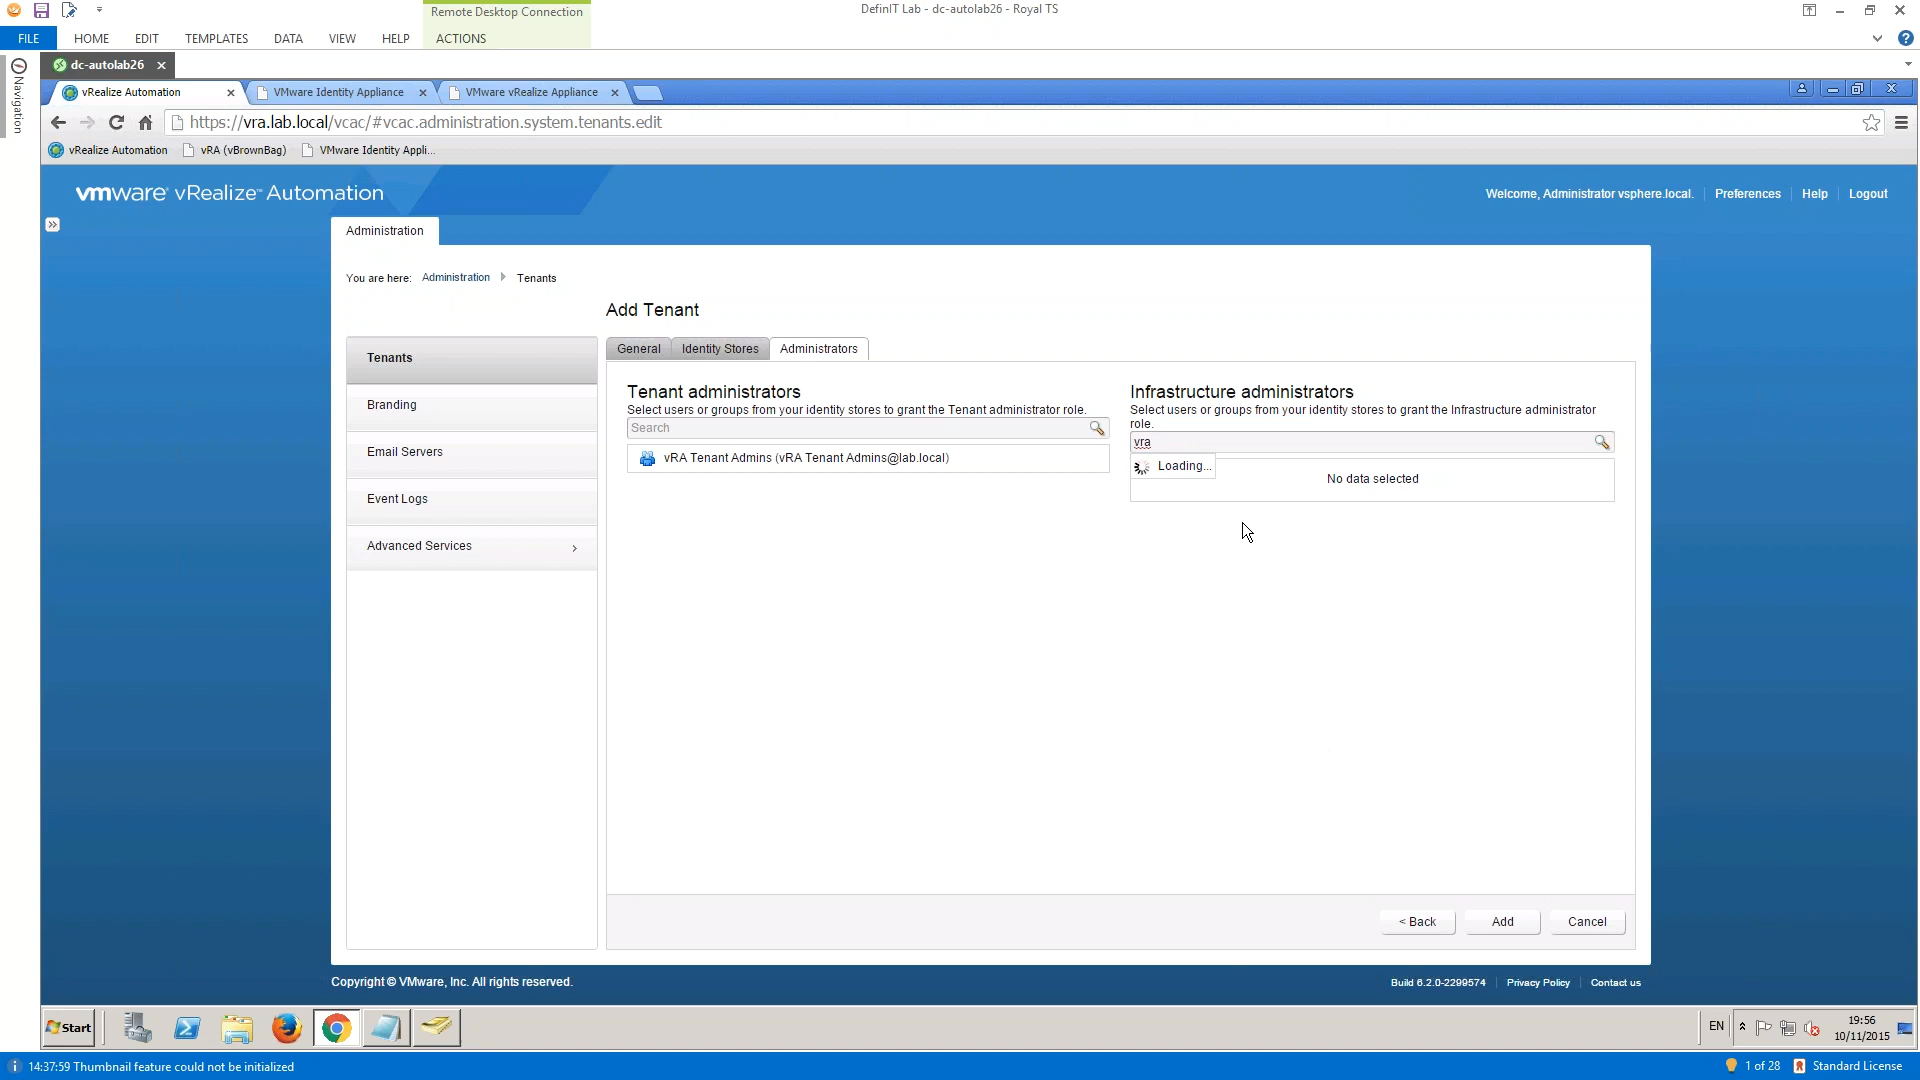 Remote Desktop Connection
DefinIT Lab - dc-autolab26 - Royal TS
FILE HOME EDIT TEMPLATES DATA VIEW HELP ACTIONS
Navigation
dc-autolab26
vRealize Automation VMware Identity Appliance VMware vRealize Appliance
https://vra.lab.local/vcac/#vcac.administration.system.tenants.edit
vRealize Automation vRA (vBrownBag) VMware Identity Appli...
vmware vRealize™ Automation
Welcome, Administrator vsphere.local. Preferences Help Logout
Administration
You are here: Administration Tenants
Add Tenant
Tenants
Branding
Email Servers
Event Logs
Advanced Services
General Identity Stores Administrators
Tenant administrators
Select users or groups from your identity stores to grant the Tenant administrator role.
Search
vRA Tenant Admins (vRA Tenant Admins@lab.local)
Infrastructure administrators
Select users or groups from your identity stores to grant the Infrastructure administrator
role.
vra
Loading...
No data selected
< Back Add Cancel
Copyright © VMware, Inc. All rights reserved.
Build 6.2.0-2299574 Privacy Policy Contact us
Start
EN
19:56
10/11/2015
14:37:59 Thumbnail feature could not be initialized
1 of 28 Standard License